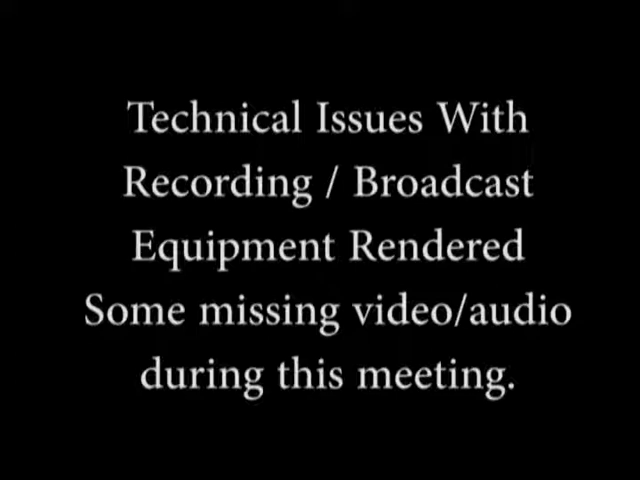 Technical Issues With
Recording / Broadcast
Equipment Rendered
Some missing video/audio
during this meeting.